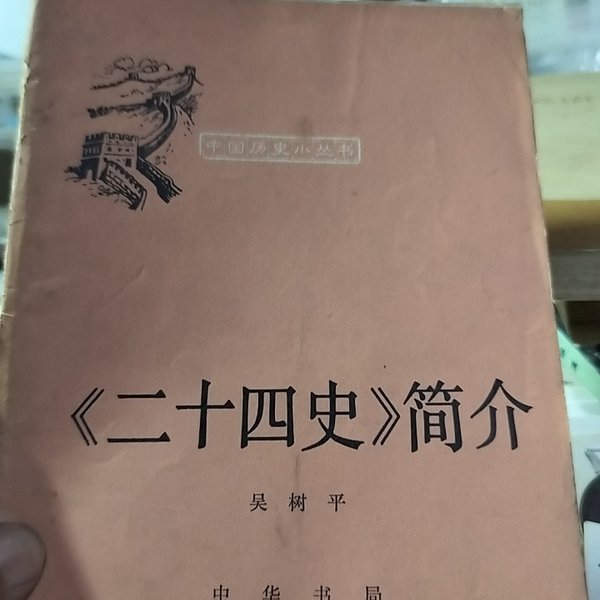 中国历史小丛书
《二十四史》简介
吴树平
中华书局